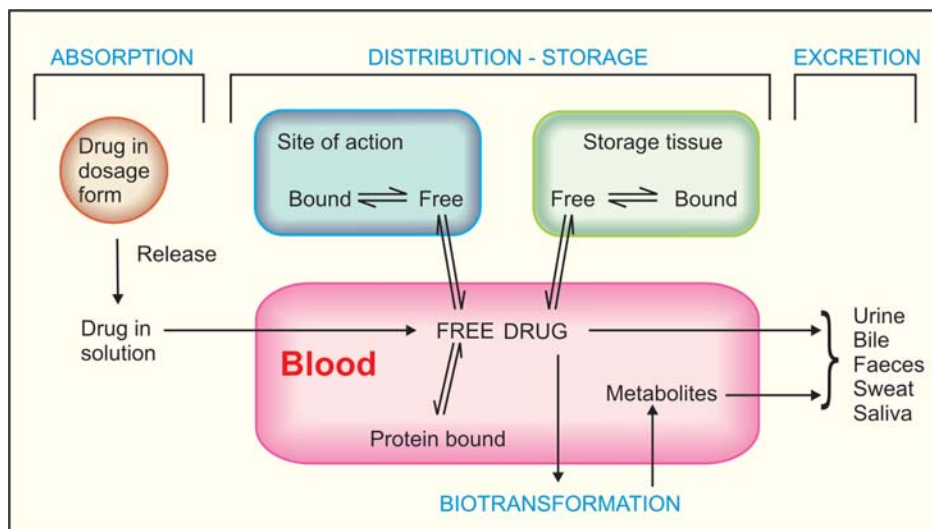 ABSORPTION
DISTRIBUTION - STORAGE
EXCRETION
Drug in
dosage
form
Release
Drug in
solution
Site of action
Bound Free
Storage tissue
Free Bound
FREE DRUG
Blood
Protein bound
Metabolites
BIOTRANSFORMATION
Urine
Bile
Faeces
Sweat
Saliva